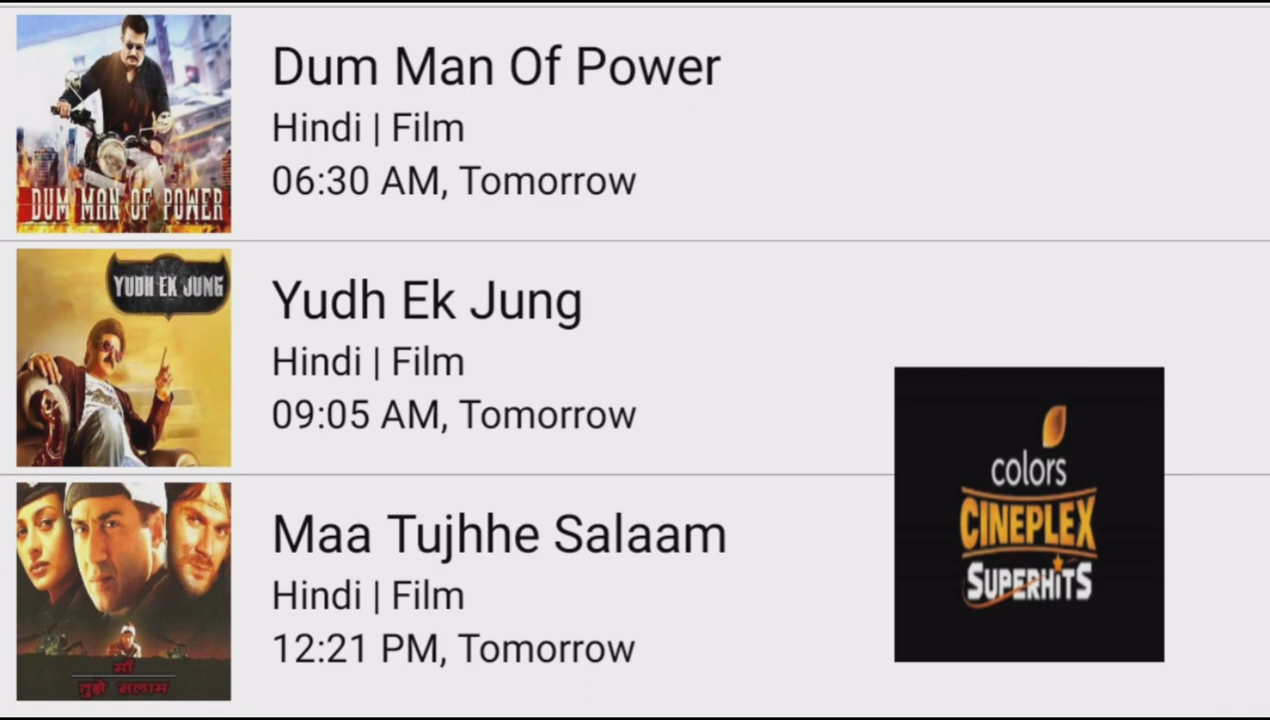 DUM MAN OF POWER
Dum Man Of Power
Hindi | Film
06:30 AM, Tomorrow
YUDH EK JUNG
Yudh Ek Jung
Hindi | Film
09:05 AM, Tomorrow
माँ
तुझे सलाम
Maa Tujhhe Salaam
Hindi | Film
12:21 PM, Tomorrow
colors
CINEPLEX
SUPERHiTS